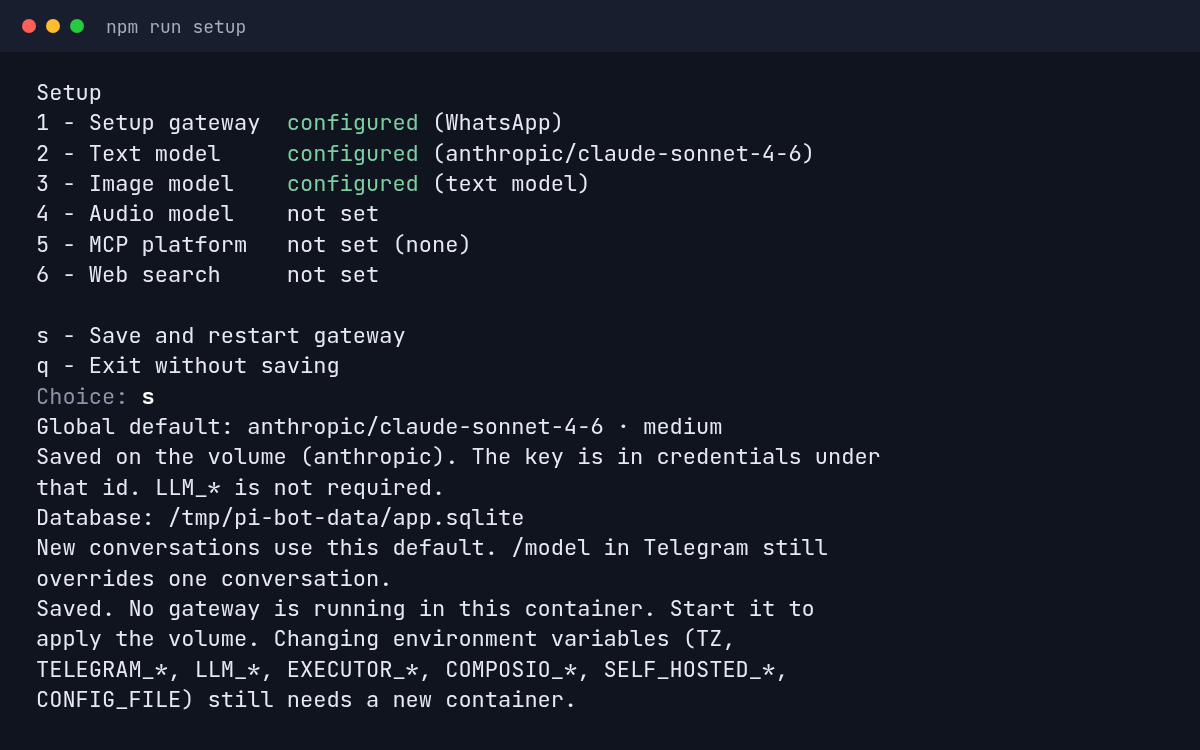 npm run setup
Setup
1 - Setup gateway  configured (WhatsApp)
2 - Text model     configured (anthropic/claude-sonnet-4-6)
3 - Image model    configured (text model)
4 - Audio model    not set
5 - MCP platform   not set (none)
6 - Web search     not set
s - Save and restart gateway
q - Exit without saving
Choice: s
Global default: anthropic/claude-sonnet-4-6 · medium
Saved on the volume (anthropic). The key is in credentials under
that id. LLM_* is not required.
Database: /tmp/pi-bot-data/app.sqlite
New conversations use this default. /model in Telegram still
overrides one conversation.
Saved. No gateway is running in this container. Start it to
apply the volume. Changing environment variables (TZ,
TELEGRAM_*, LLM_*, EXECUTOR_*, COMPOSIO_*, SELF_HOSTED_*,
CONFIG_FILE) still needs a new container.